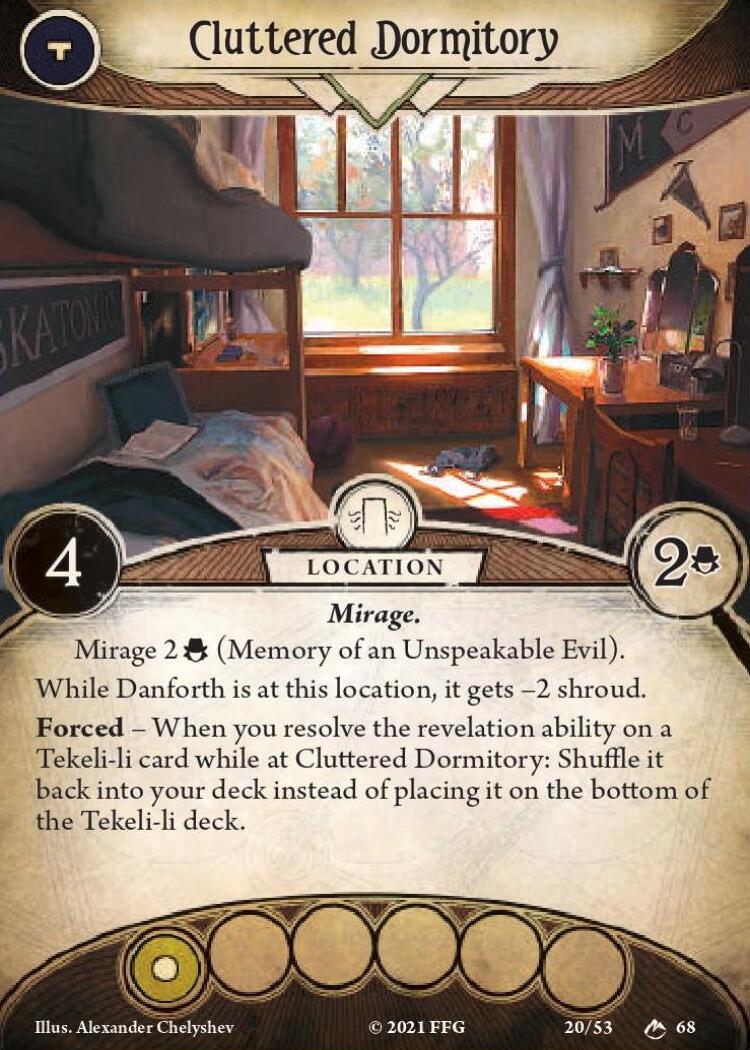 T
Cluttered Dormitory
M C
A
SKATONIC
4
LOCATION
2
Mirage.
Mirage 2 (Memory of an Unspeakable Evil).
While Danforth is at this location, it gets –2 shroud.
Forced – When you resolve the revelation ability on a
Tekeli-li card while at Cluttered Dormitory: Shuffle it
back into your deck instead of placing it on the bottom of
the Tekeli-li deck.
Illus. Alexander Chelyshev © 2021 FFG 20/53 68